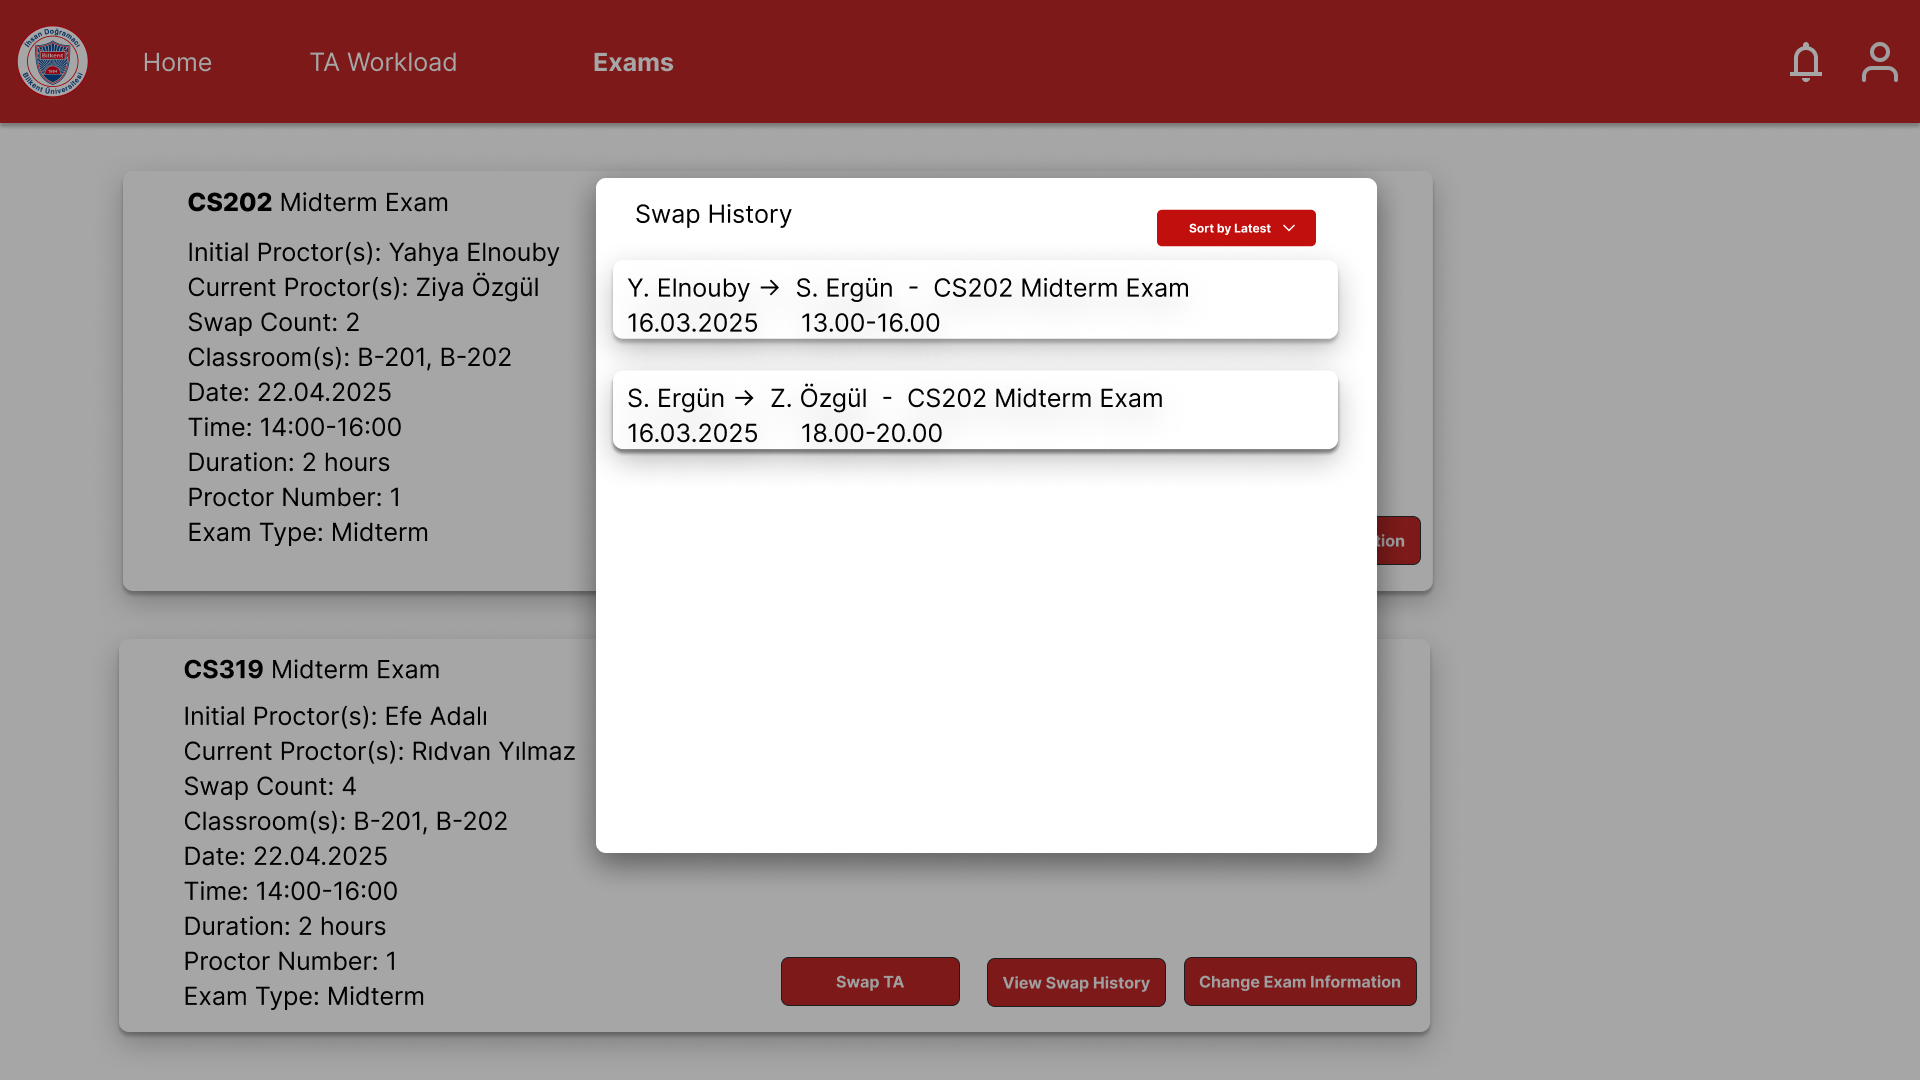 İhsan Doğramacı
Bilkent
Bilkent Üniversitesi
Home
TA Workload
Exams
CS202 Midterm Exam
Initial Proctor(s): Yahya Elnouby
Current Proctor(s): Ziya Özgül
Swap Count: 2
Classroom(s): B-201, B-202
Date: 22.04.2025
Time: 14:00-16:00
Duration: 2 hours
Proctor Number: 1
Exam Type: Midterm
tion
Swap History
Sort by Latest
Y. Elnouby → S. Ergün - CS202 Midterm Exam
16.03.2025 13.00-16.00
S. Ergün → Z. Özgül - CS202 Midterm Exam
16.03.2025 18.00-20.00
CS319 Midterm Exam
Initial Proctor(s): Efe Adalı
Current Proctor(s): Rıdvan Yılmaz
Swap Count: 4
Classroom(s): B-201, B-202
Date: 22.04.2025
Time: 14:00-16:00
Duration: 2 hours
Proctor Number: 1
Exam Type: Midterm
Swap TA
View Swap History
Change Exam Information